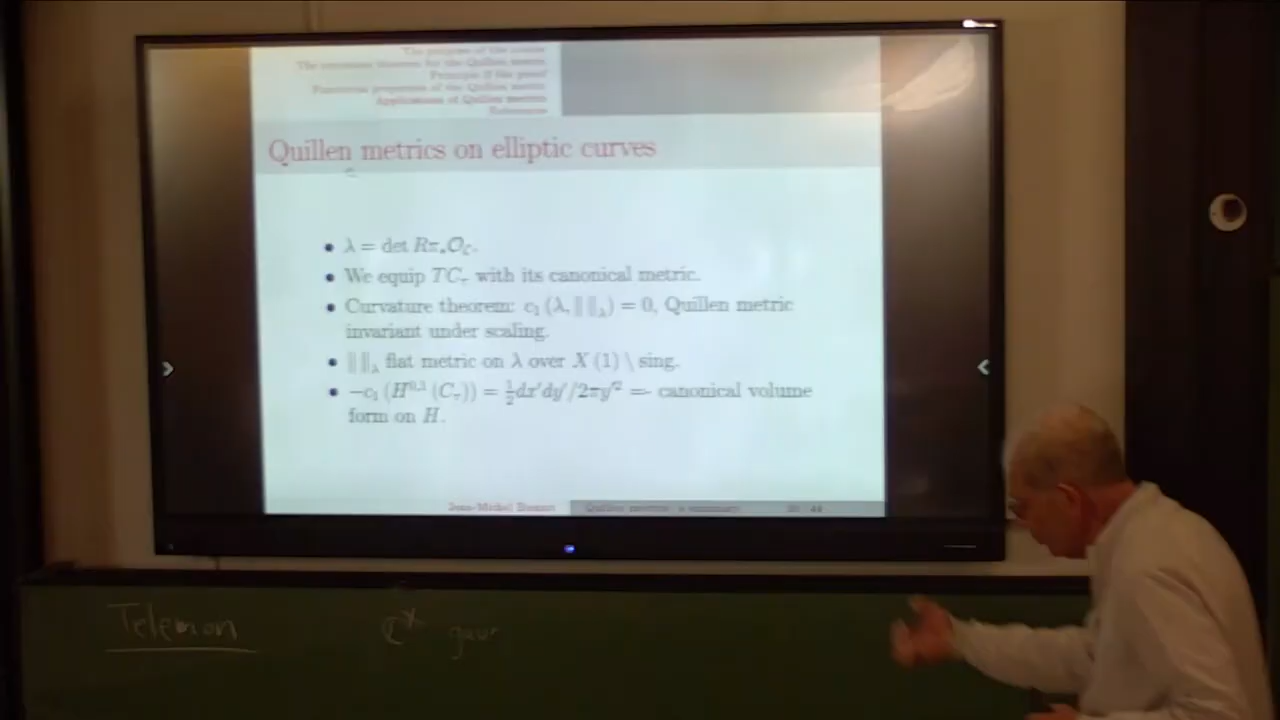 The program of the course
The curvature theorem for the Quillen metric
Principle if the proof
Functorial properties of the Quillen metric
Applications of Quillen metrics
References
Quillen metrics on elliptic curves
• λ = det Rπ∗𝒪_C.
• We equip TC_τ with its canonical metric.
• Curvature theorem: c₁ (λ, ‖ ‖_λ) = 0, Quillen metric
invariant under scaling.
• ‖ ‖_λ flat metric on λ over X (1) \ sing.
• −c₁ (H^{0,1} (C_τ)) = ½dx′dy′/2πy′² = canonical volume
form on H.
Jean-Michel Bismut Quillen metrics: a summary 44
Telemon ℂ*